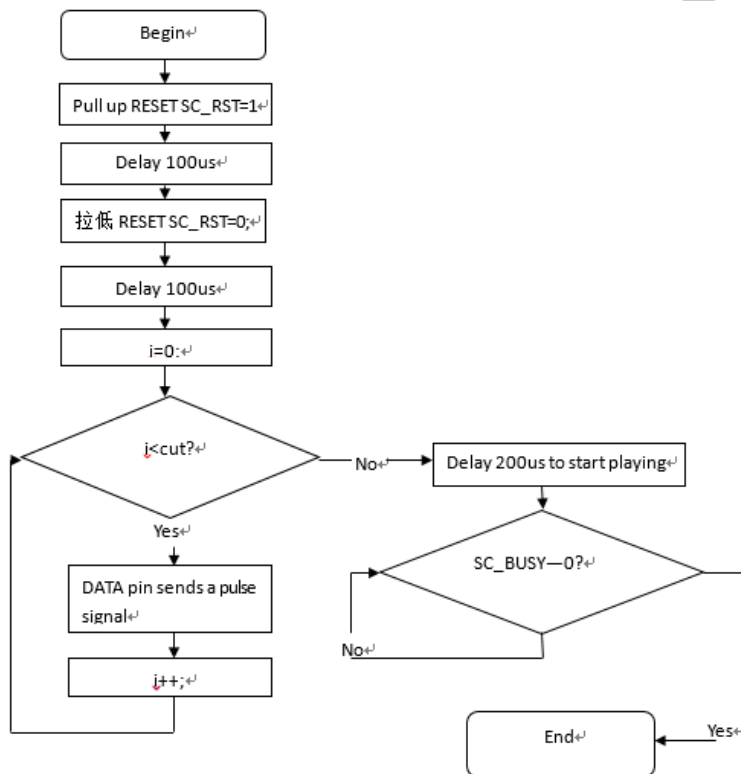 Begin↵
Pull up RESET SC_RST=1↵
Delay 100us↵
拉低 RESET SC_RST=0;↵
Delay 100us↵
i=0:↵
i<cut?↵
No↵
Delay 200us to start playing↵
Yes↵
SC_BUSY—0?↵
DATA pin sends a pulse
signal↵
No↵
i++;↵
End↵
Yes↵